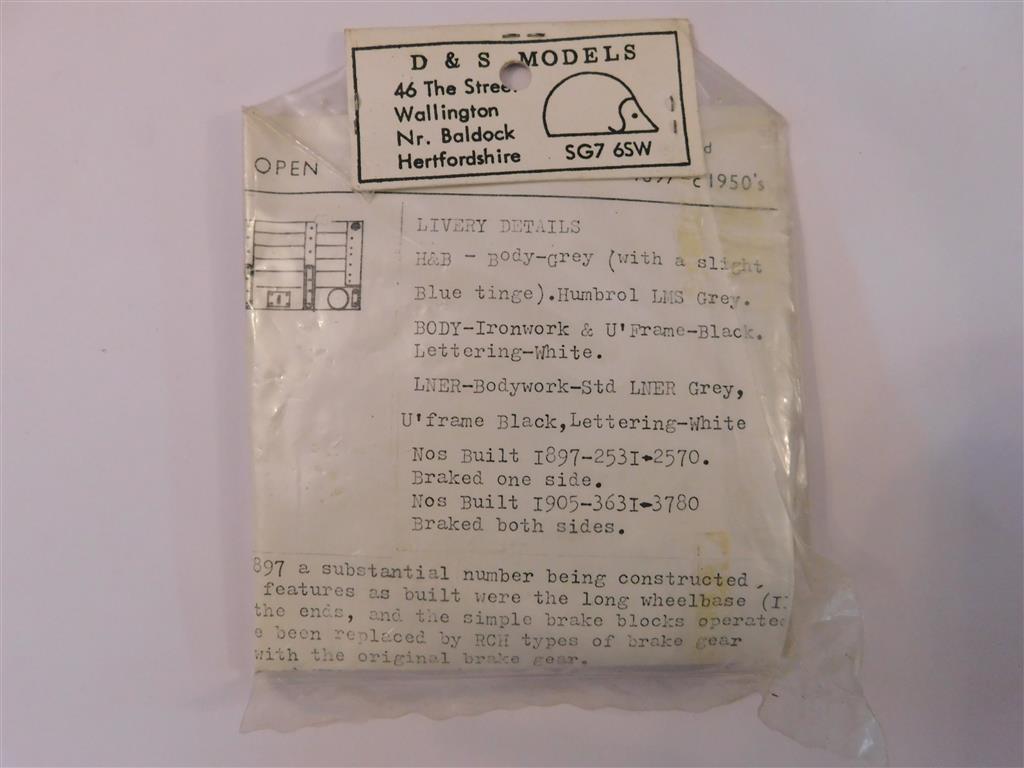 D & S MODELS
46 The Stree
Wallington
Nr. Baldock
Hertfordshire
SG7 6SW
OPEN
c1950's
LIVERY DETAILS
H&B - Body-Grey (with a slight
Blue tinge).Humbrol LMS Grey.
BODY-Ironwork & U'Frame-Black.
Lettering-White.
LNER-Bodywork-Std LNER Grey,
U'frame Black,Lettering-White
Nos Built I897-253I-2570.
Braked one side.
Nos Built I905-363I-3780
Braked both sides.
897 a substantial number being constructed.
features as built were the long wheelbase (I
the ends, and the simple brake blocks operated
e been replaced by RCH types of brake gear
with the original brake gear.